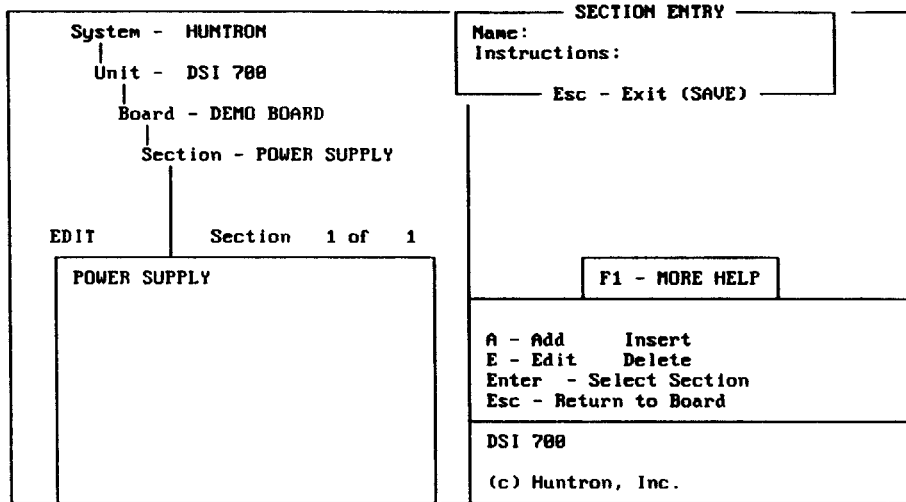 System - HUNTRON
Unit - DSI 700
Board - DEMO BOARD
Section - POWER SUPPLY
EDIT Section 1 of 1
POWER SUPPLY
SECTION ENTRY
Name:
Instructions:
Esc - Exit (SAVE)
F1 - MORE HELP
A - Add Insert
E - Edit Delete
Enter - Select Section
Esc - Return to Board
DSI 700
(c) Huntron, Inc.